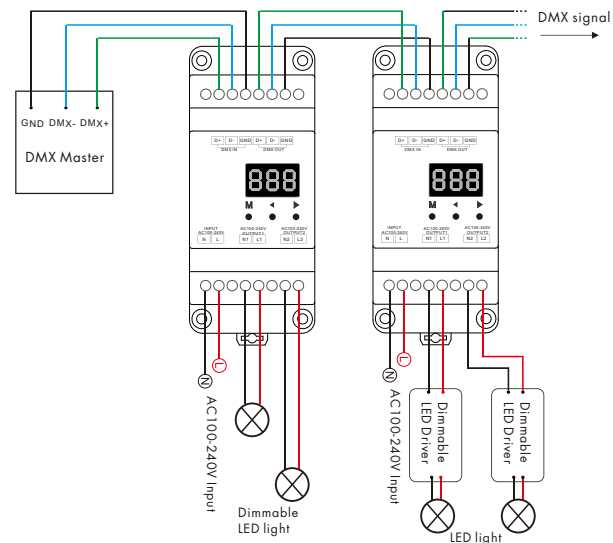 DMX signal
GND DMX- DMX+
DMX Master
D+ D- GND D+ D- GND
DMX IN DMX OUT
888
M ◄ ►
INPUT
AC100-240V
N L
AC100-240V
OUTPUT1
N1 L1
AC100-240V
OUTPUT2
N2 L2
D+ D- GND D+ D- GND
DMX IN DMX OUT
888
M ◄ ►
INPUT
AC100-240V
N L
AC100-240V
OUTPUT1
N1 L1
AC100-240V
OUTPUT2
N2 L2
N
L
AC100-240V Input
Dimmable
LED light
N
L
AC100-240V Input
Dimmable
LED Driver
Dimmable
LED Driver
LED light